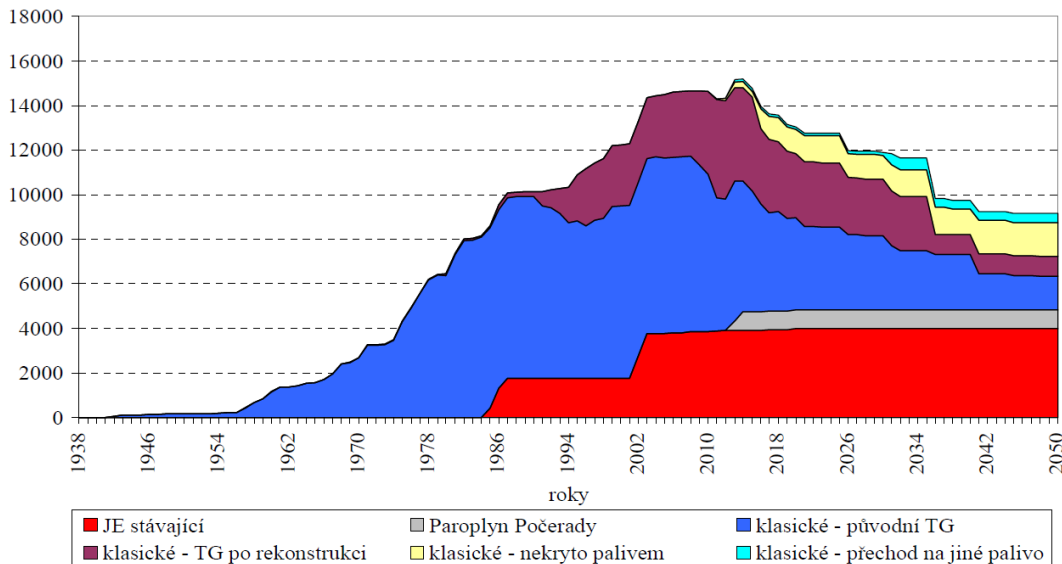 18000
16000
14000
12000
10000
8000
6000
4000
2000
0
1938 1946 1954 1962 1970 1978 1986 1994 2002 2010 2018 2026 2034 2042 2050
roky
JE stávající Paroplyn Počerady klasické - původní TG
klasické - TG po rekonstrukci klasické - nekryto palivem klasické - přechod na jiné palivo